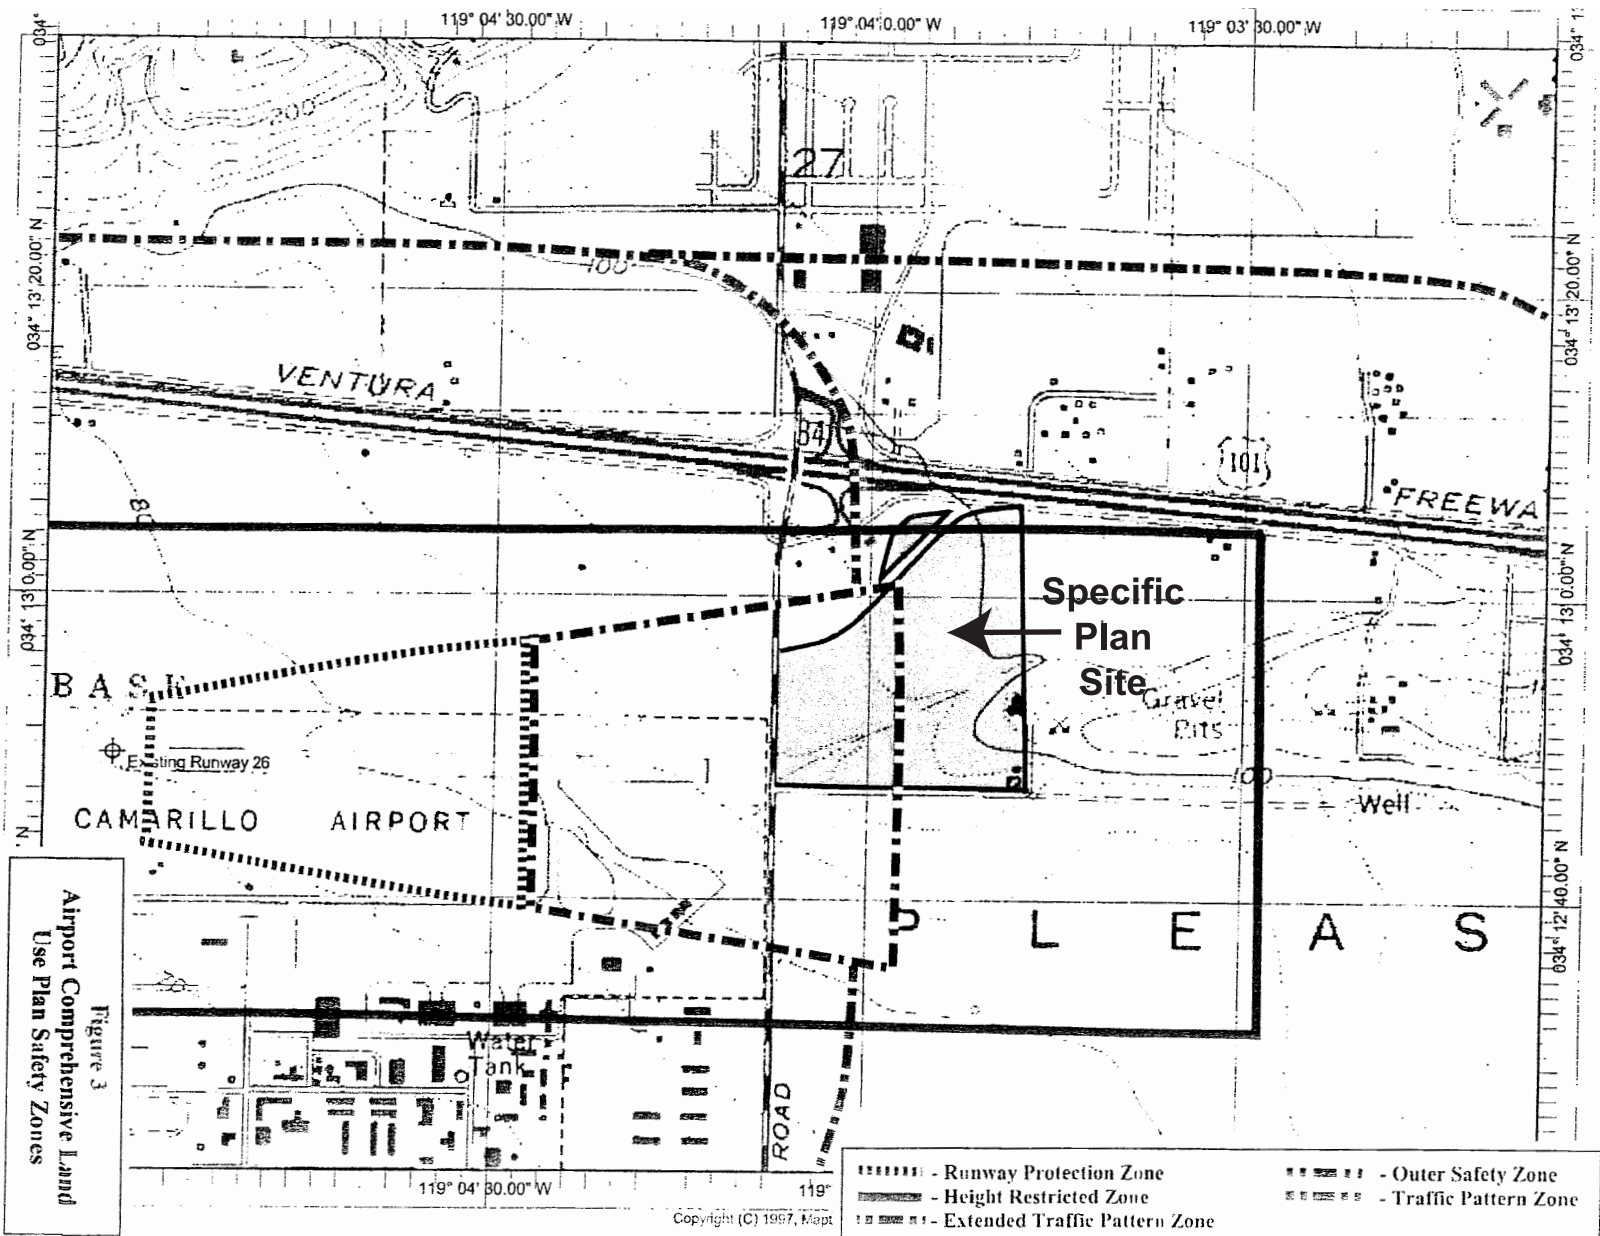 119° 04' 30.00" W
119° 04' 0.00" W
119° 03' 30.00" W
034°
200
27
034° 13' 20.00" N
034° 13' 20.00" N
100
VENTURA
34
101
FREEWA
80
034° 13' 0.00" N
034° 13' 0.00" N
Specific
Plan
Site
BASE
Gravel
Pits
Existing Runway 26
100
Well
CAMARILLO AIRPORT
N
034° 12' 40.00" N
P L E A S
Water
Tank
ROAD
119° 04' 30.00" W
119°
Copyright (C) 1997, Mapt
Figure 3
Airport Comprehensive Land
Use Plan Safety Zones
- Runway Protection Zone
- Height Restricted Zone
- Extended Traffic Pattern Zone
- Outer Safety Zone
- Traffic Pattern Zone